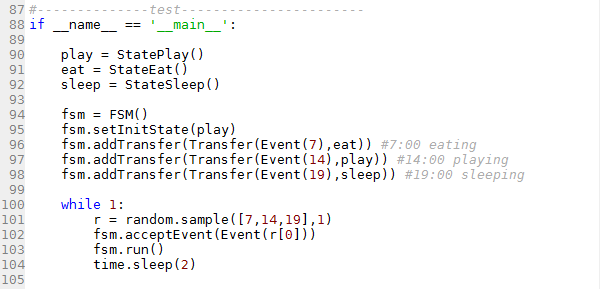 87 #--------------test-----------------------
88 if __name__ == '__main__':
89
90     play = StatePlay()
91     eat = StateEat()
92     sleep = StateSleep()
93
94     fsm = FSM()
95     fsm.setInitState(play)
96     fsm.addTransfer(Transfer(Event(7),eat)) #7:00 eating
97     fsm.addTransfer(Transfer(Event(14),play)) #14:00 playing
98     fsm.addTransfer(Transfer(Event(19),sleep)) #19:00 sleeping
99
100     while 1:
101         r = random.sample([7,14,19],1)
102         fsm.acceptEvent(Event(r[0]))
103         fsm.run()
104         time.sleep(2)
105